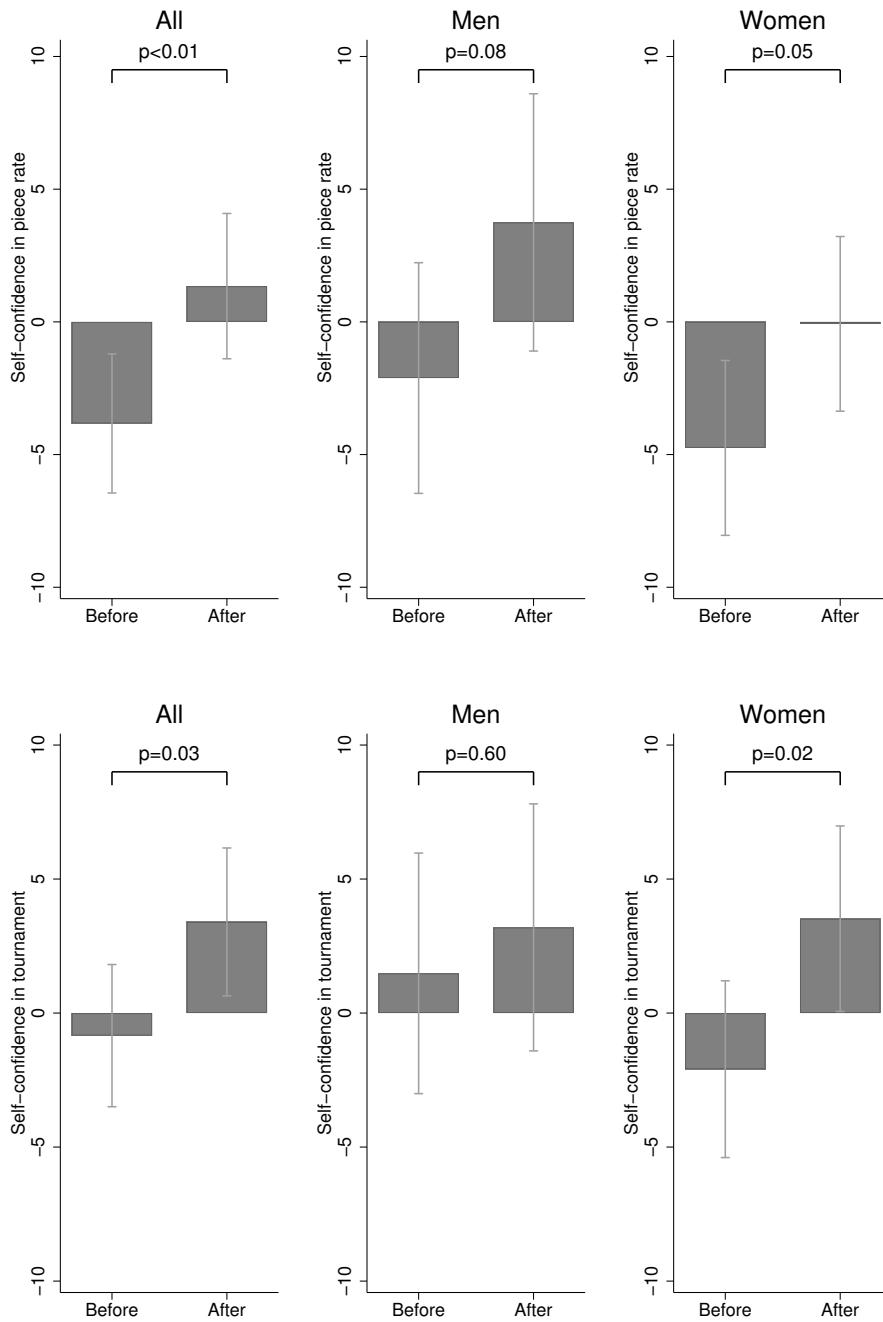 All
Men
Women
p<0.01
p=0.08
p=0.05
Self−confidence in piece rate
10
5
0
−5
−10
Before
After
Self−confidence in piece rate
10
5
0
−5
−10
Before
After
Self−confidence in piece rate
10
5
0
−5
−10
Before
After
All
Men
Women
p=0.03
p=0.60
p=0.02
Self−confidence in tournament
10
5
0
−5
−10
Before
After
Self−confidence in tournament
10
5
0
−5
−10
Before
After
Self−confidence in tournament
10
5
0
−5
−10
Before
After